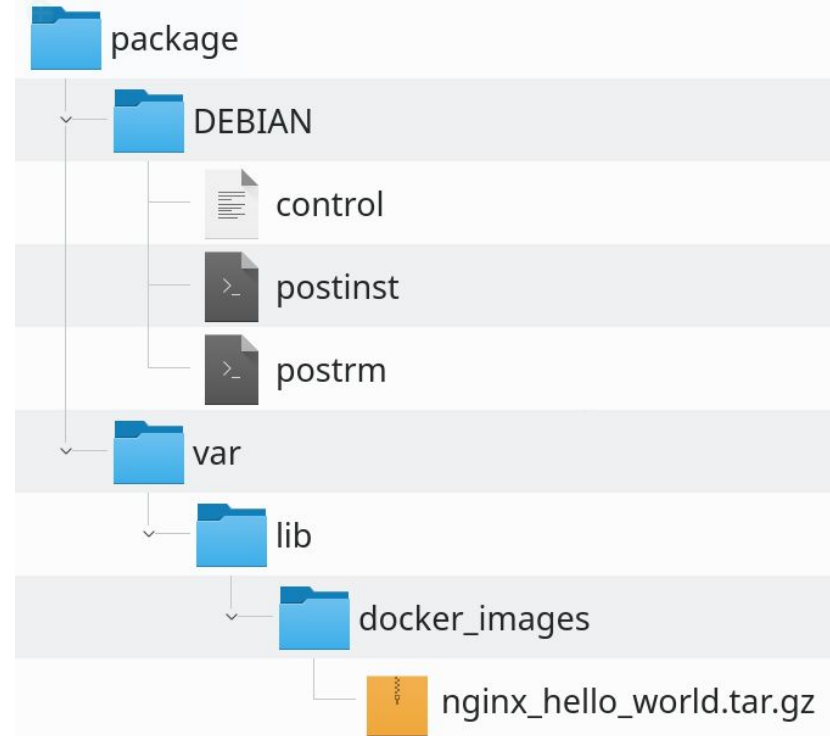 package
DEBIAN
control
postinst
postrm
var
lib
docker_images
nginx_hello_world.tar.gz